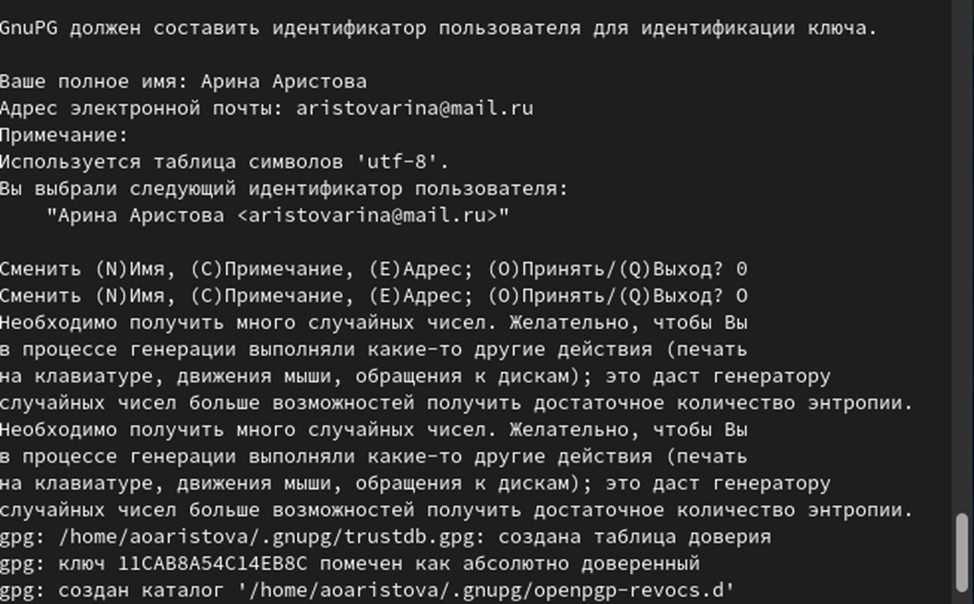 GnuPG должен составить идентификатор пользователя для идентификации ключа.
Ваше полное имя: Арина Аристова
Адрес электронной почты: aristovarina@mail.ru
Примечание:
Используется таблица символов 'utf-8'.
Вы выбрали следующий идентификатор пользователя:
"Арина Аристова <aristovarina@mail.ru>"
Сменить (N)Имя, (C)Примечание, (E)Адрес; (O)Принять/(Q)Выход? 0
Сменить (N)Имя, (C)Примечание, (E)Адрес; (O)Принять/(Q)Выход? O
Необходимо получить много случайных чисел. Желательно, чтобы Вы
в процессе генерации выполняли какие-то другие действия (печать
на клавиатуре, движения мыши, обращения к дискам); это даст генератору
случайных чисел больше возможностей получить достаточное количество энтропии.
Необходимо получить много случайных чисел. Желательно, чтобы Вы
в процессе генерации выполняли какие-то другие действия (печать
на клавиатуре, движения мыши, обращения к дискам); это даст генератору
случайных чисел больше возможностей получить достаточное количество энтропии.
gpg: /home/aoaristova/.gnupg/trustdb.gpg: создана таблица доверия
gpg: ключ 11CAB8A54C14EB8C помечен как абсолютно доверенный
gpg: создан каталог '/home/aoaristova/.gnupg/openpgp-revocs.d'